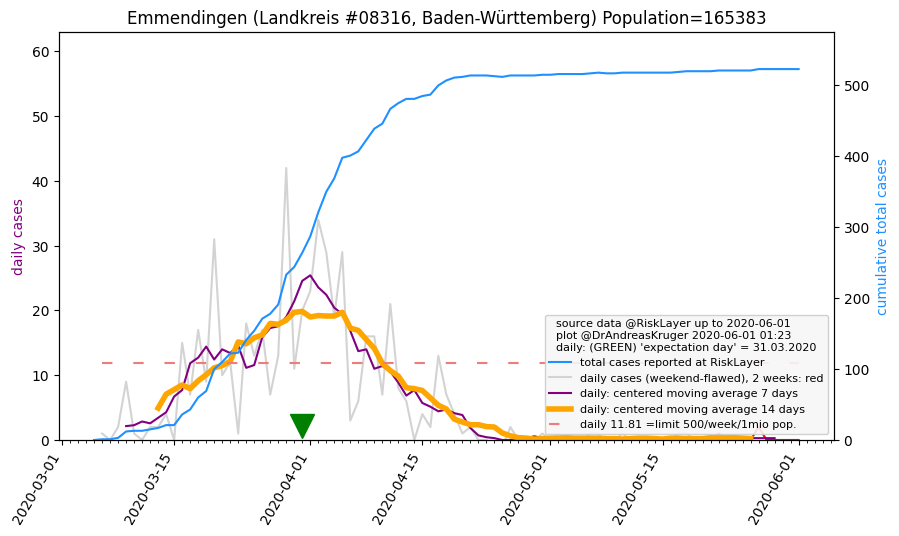 Emmendingen (Landkreis #08316, Baden-Württemberg) Population=165383
60
50
40
30
20
10
0
daily cases
500
400
300
200
100
0
cumulative total cases
source data @RiskLayer up to 2020-06-01
plot @DrAndreasKruger 2020-06-01 01:23
daily: (GREEN) 'expectation day' = 31.03.2020
total cases reported at RiskLayer
daily cases (weekend-flawed), 2 weeks: red
daily: centered moving average 7 days
daily: centered moving average 14 days
daily 11.81 =limit 500/week/1mio pop.
2020-03-01
2020-03-15
2020-04-01
2020-04-15
2020-05-01
2020-05-15
2020-06-01